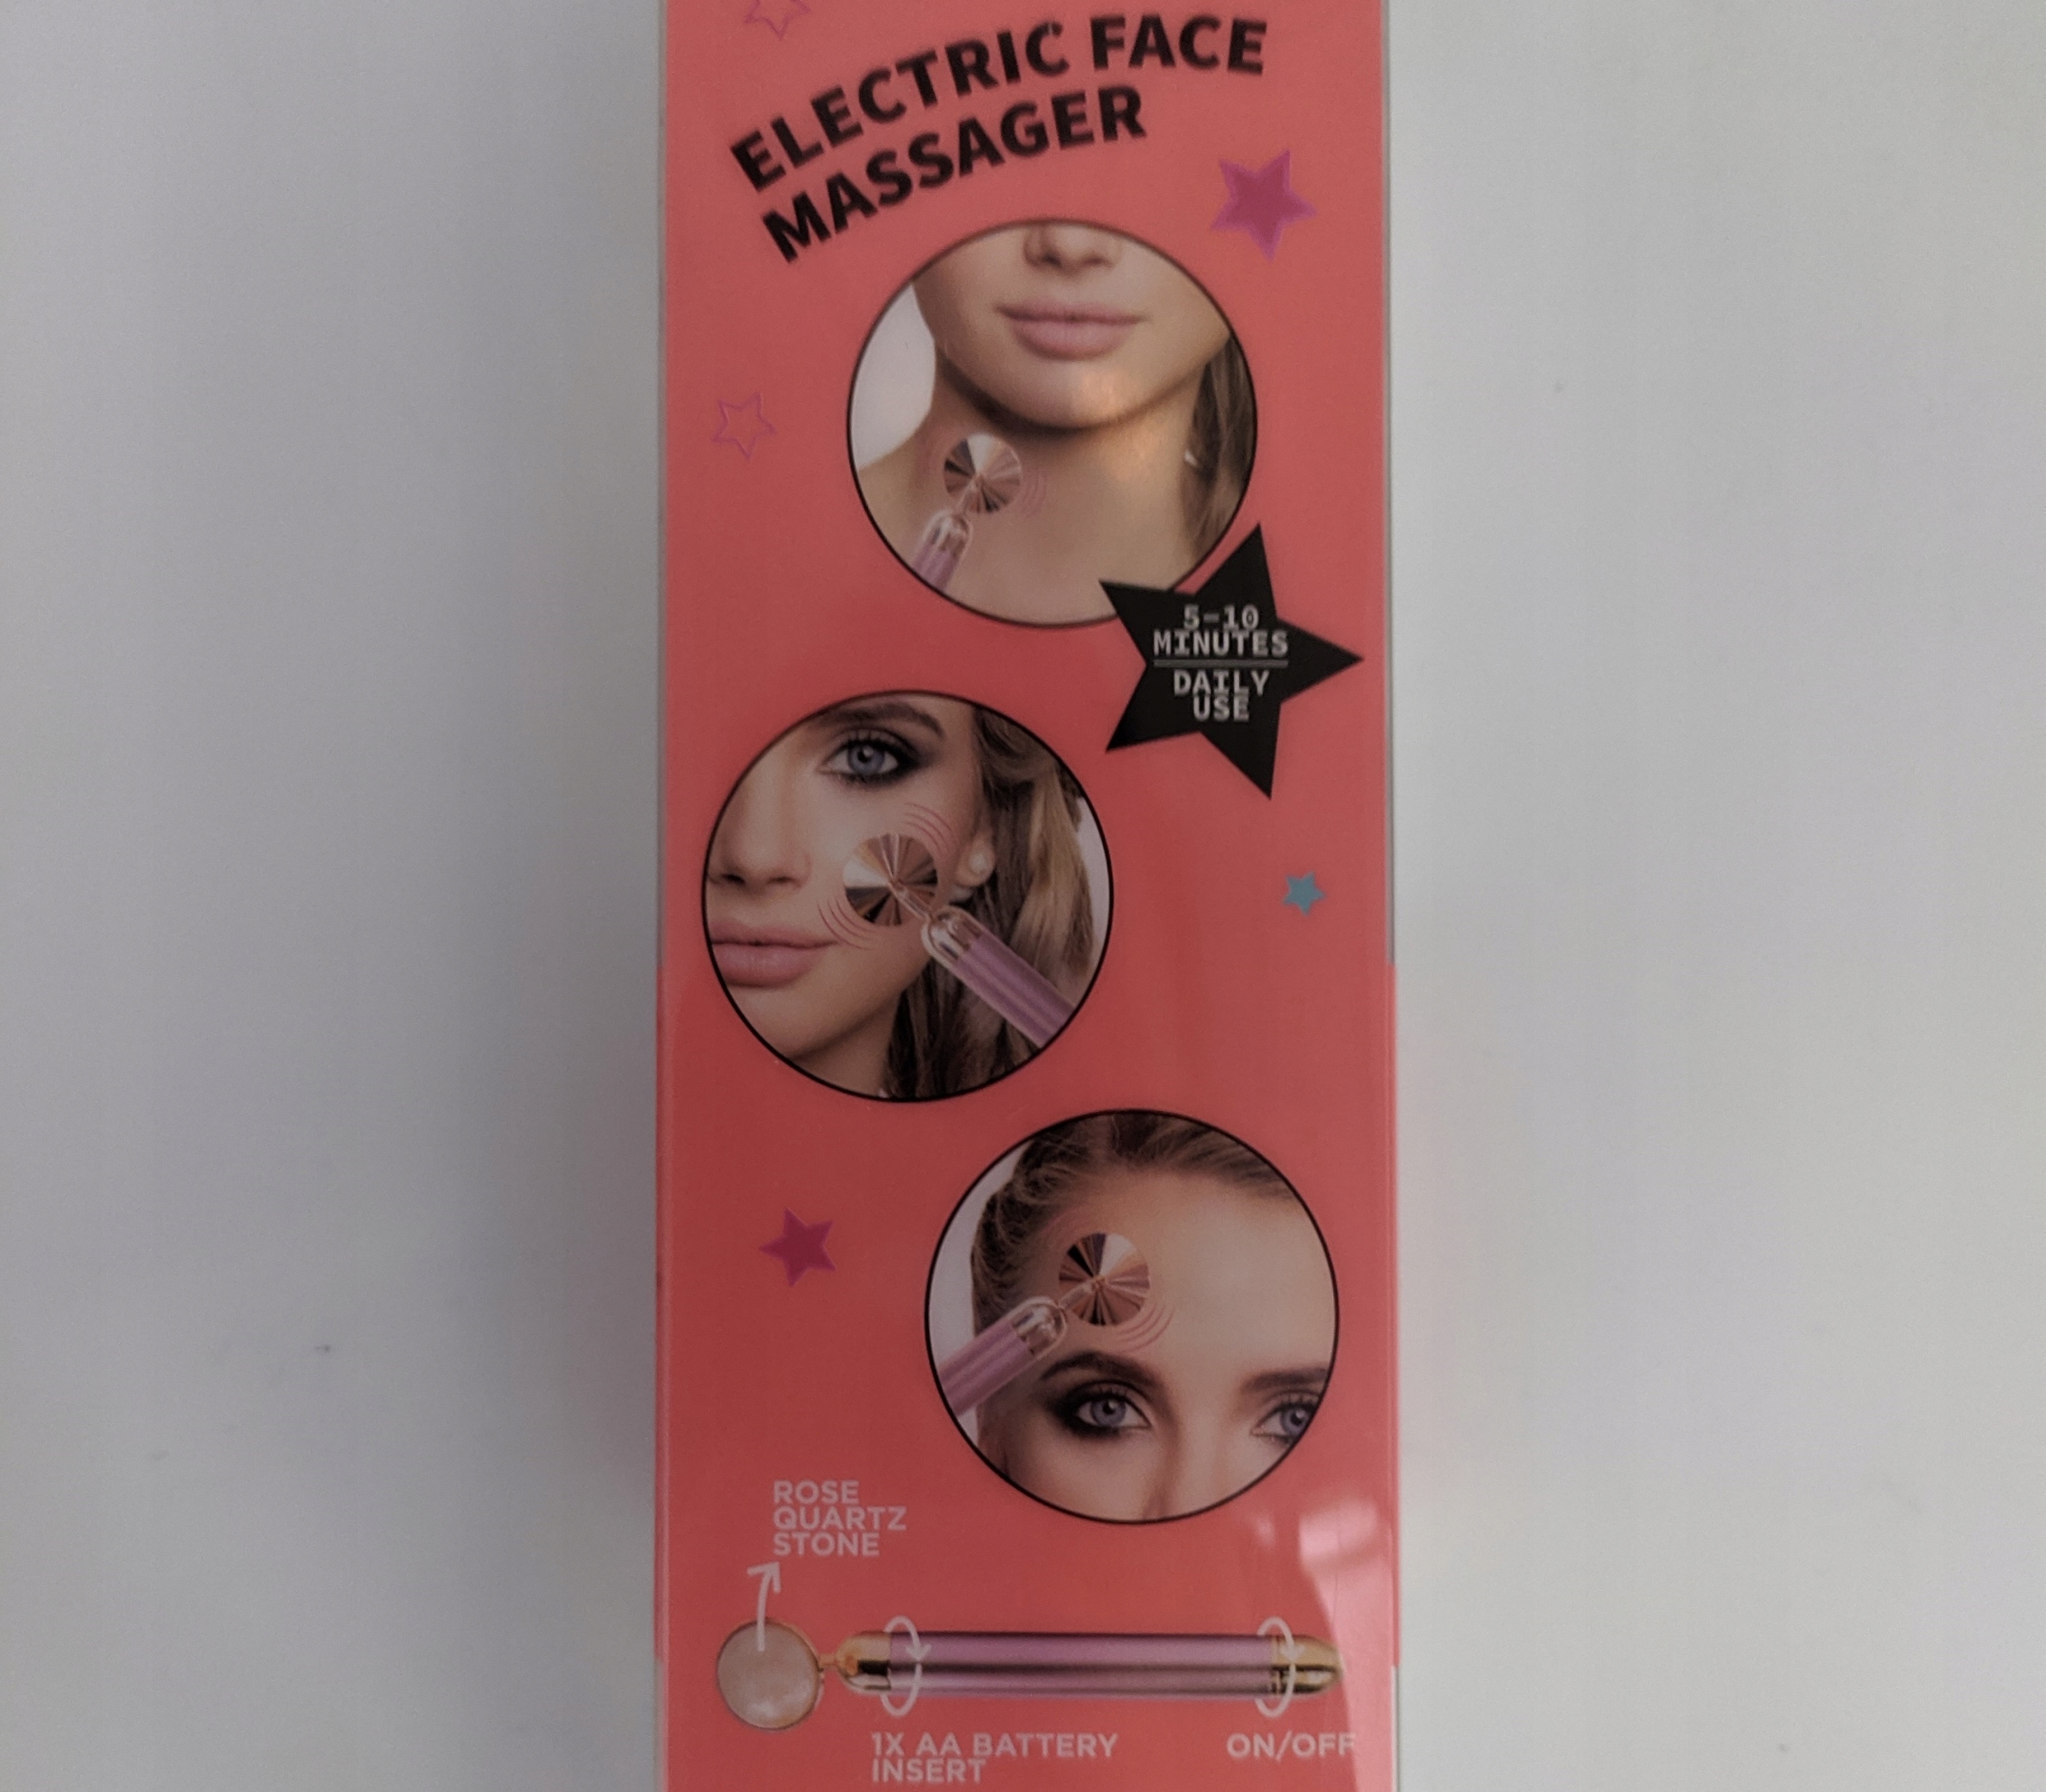 ELECTRIC FACE
MASSAGER
5-10
MINUTES
DAILY
USE
ROSE
QUARTZ
STONE
1X AA BATTERY
INSERT
ON/OFF